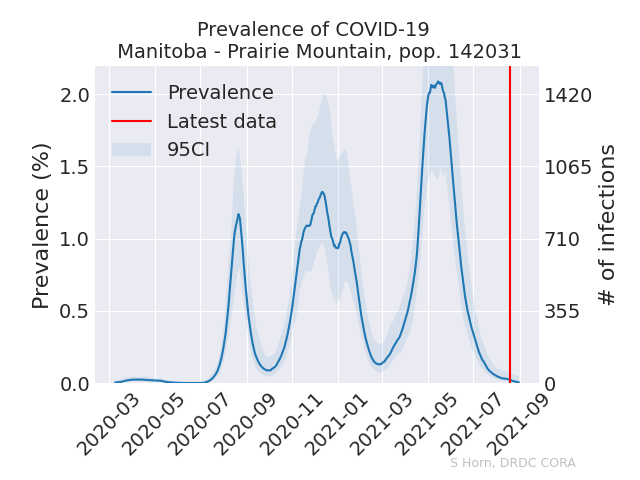 Prevalence of COVID-19
Manitoba - Prairie Mountain, pop. 142031
Prevalence
Latest data
95CI
Prevalence (%)
2.0
1.5
1.0
0.5
0.0
# of infections
1420
1065
710
355
0
2020-03
2020-05
2020-07
2020-09
2020-11
2021-01
2021-03
2021-05
2021-07
2021-09
S Horn, DRDC CORA